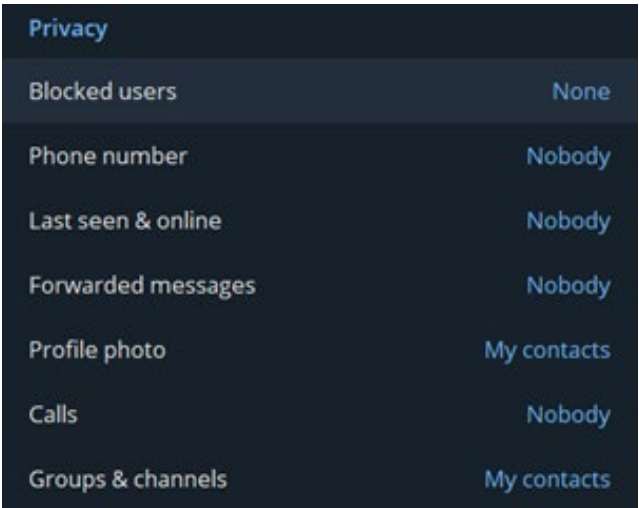 Privacy
Blocked users None
Phone number Nobody
Last seen & online Nobody
Forwarded messages Nobody
Profile photo My contacts
Calls Nobody
Groups & channels My contacts